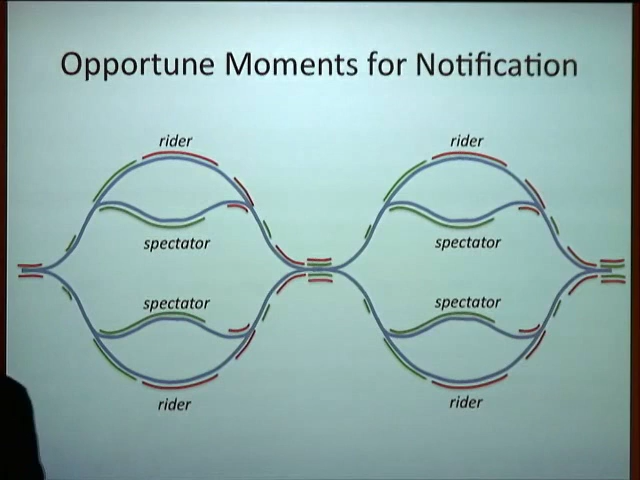 Opportune Moments for Notification
rider
rider
spectator
spectator
spectator
spectator
rider
rider